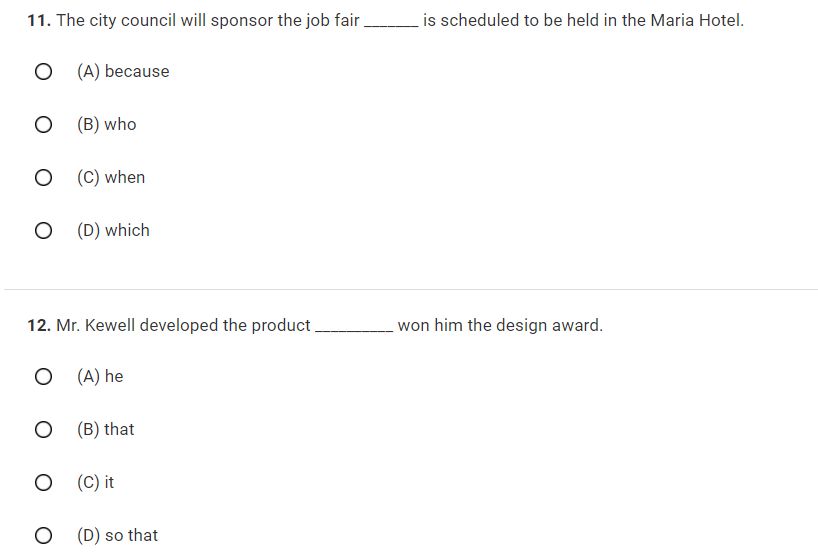 11. The city council will sponsor the job fair _______ is scheduled to be held in the Maria Hotel.
(A) because
(B) who
(C) when
(D) which
12. Mr. Kewell developed the product __________ won him the design award.
(A) he
(B) that
(C) it
(D) so that